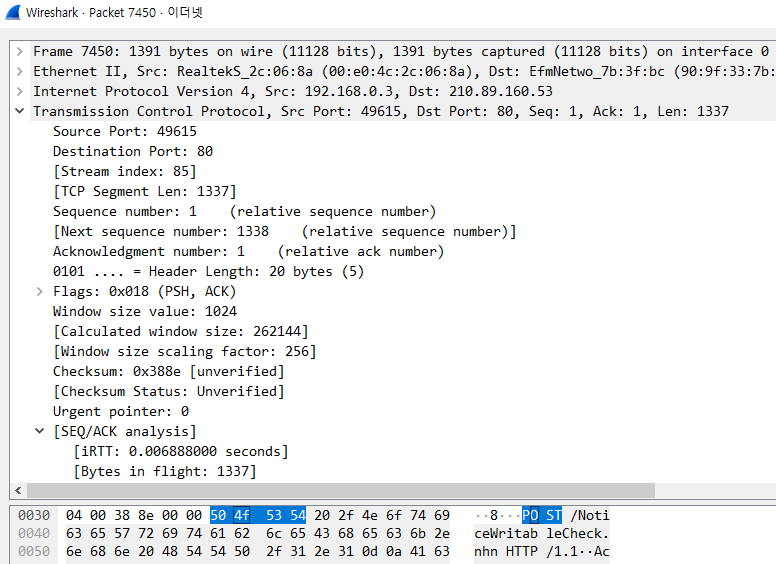 Wireshark · Packet 7450 · 이더넷
Frame 7450: 1391 bytes on wire (11128 bits), 1391 bytes captured (11128 bits) on interface 0
Ethernet II, Src: RealtekS_2c:06:8a (00:e0:4c:2c:06:8a), Dst: EfmNetwo_7b:3f:bc (90:9f:33:7b:
Internet Protocol Version 4, Src: 192.168.0.3, Dst: 210.89.160.53
Transmission Control Protocol, Src Port: 49615, Dst Port: 80, Seq: 1, Ack: 1, Len: 1337
Source Port: 49615
Destination Port: 80
[Stream index: 85]
[TCP Segment Len: 1337]
Sequence number: 1    (relative sequence number)
[Next sequence number: 1338    (relative sequence number)]
Acknowledgment number: 1    (relative ack number)
0101 .... = Header Length: 20 bytes (5)
Flags: 0x018 (PSH, ACK)
Window size value: 1024
[Calculated window size: 262144]
[Window size scaling factor: 256]
Checksum: 0x388e [unverified]
[Checksum Status: Unverified]
Urgent pointer: 0
[SEQ/ACK analysis]
[iRTT: 0.006888000 seconds]
[Bytes in flight: 1337]
0030 04 00 38 8e 00 00 50 4f 53 54 20 2f 4e 6f 74 69 ··8···PO ST /Noti
0040 63 65 57 72 69 74 61 62 6c 65 43 68 65 63 6b 2e ceWritab leCheck.
0050 6e 68 6e 20 48 54 54 50 2f 31 2e 31 0d 0a 41 63 nhn HTTP /1.1··Ac